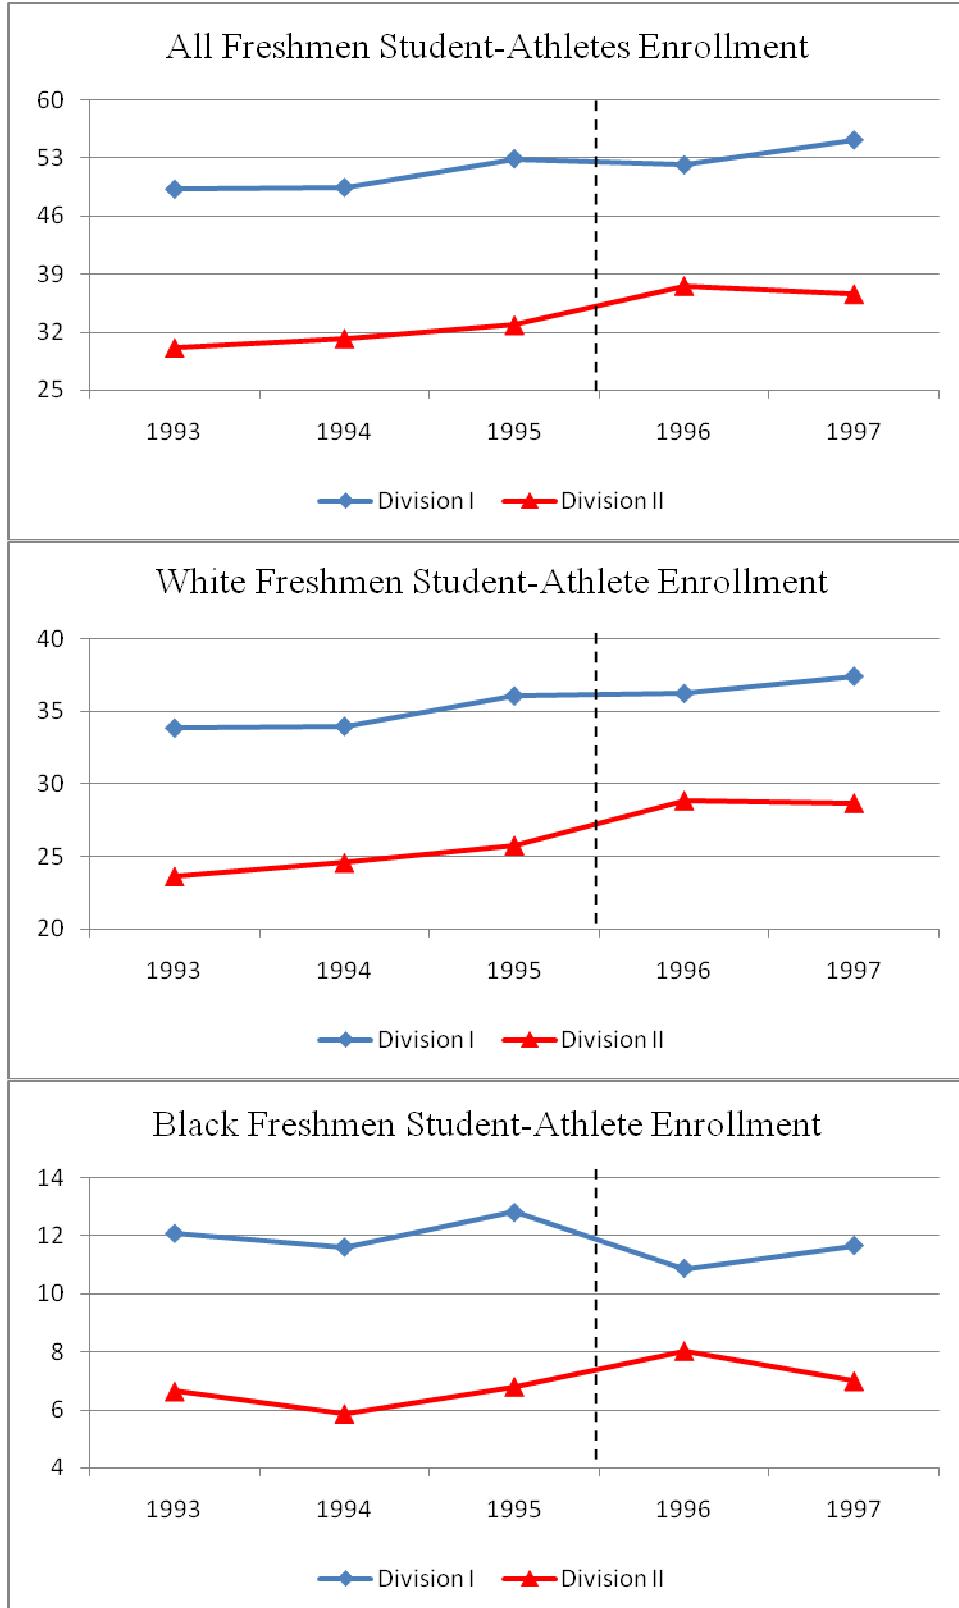 All Freshmen Student-Athletes Enrollment
60
53
46
39
32
25
1993 1994 1995 1996 1997
Division I Division II
White Freshmen Student-Athlete Enrollment
40
35
30
25
20
1993 1994 1995 1996 1997
Division I Division II
Black Freshmen Student-Athlete Enrollment
14
12
10
8
6
4
1993 1994 1995 1996 1997
Division I Division II